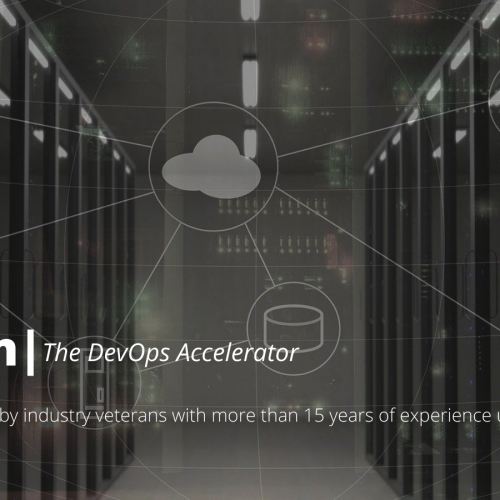 n| The DevOps Accelerator
by industry veterans with more than 15 years of experience u